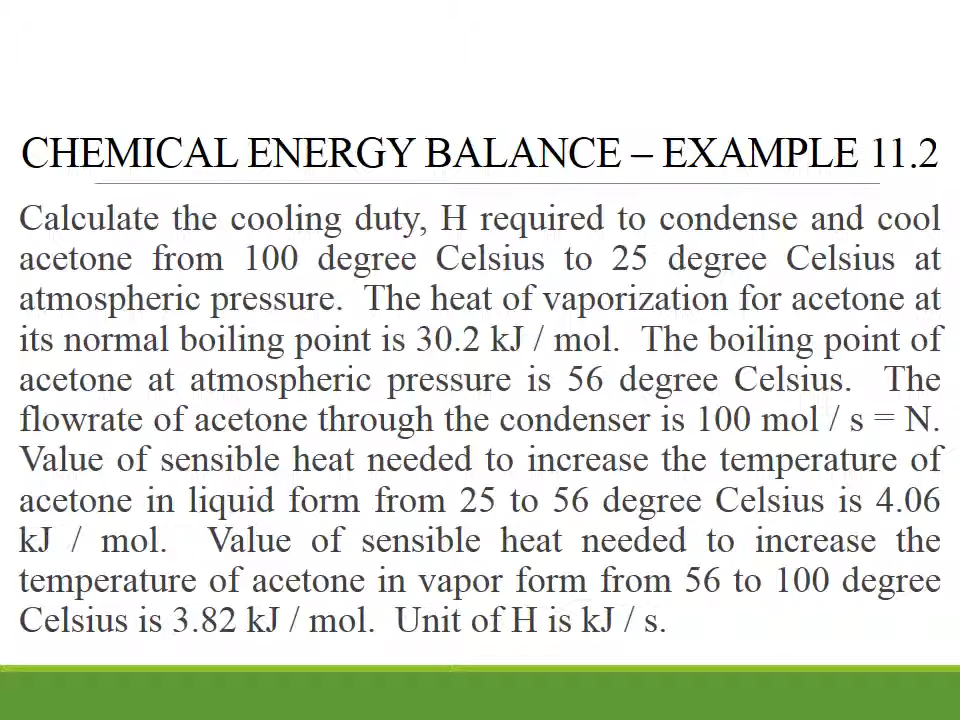 CHEMICAL ENERGY BALANCE – EXAMPLE 11.2
Calculate the cooling duty, H required to condense and cool
acetone from 100 degree Celsius to 25 degree Celsius at
atmospheric pressure. The heat of vaporization for acetone at
its normal boiling point is 30.2 kJ / mol. The boiling point of
acetone at atmospheric pressure is 56 degree Celsius. The
flowrate of acetone through the condenser is 100 mol / s = N.
Value of sensible heat needed to increase the temperature of
acetone in liquid form from 25 to 56 degree Celsius is 4.06
kJ / mol. Value of sensible heat needed to increase the
temperature of acetone in vapor form from 56 to 100 degree
Celsius is 3.82 kJ / mol. Unit of H is kJ / s.